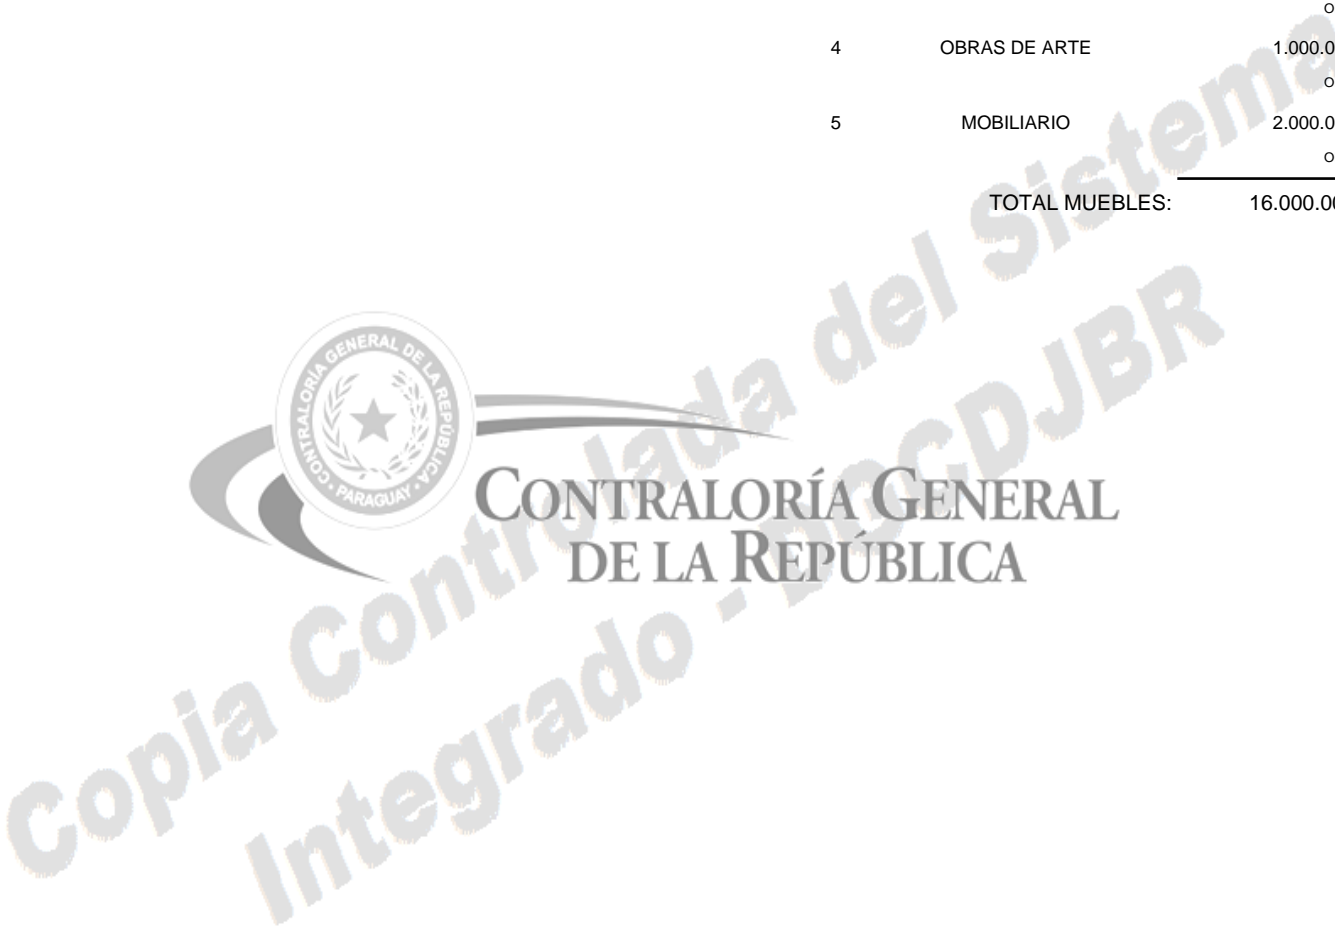 O
4 OBRAS DE ARTE 1.000.0
O
5 MOBILIARIO 2.000.0
O
TOTAL MUEBLES: 16.000.00
CONTRALORÍA GENERAL DE LA REPÚBLICA
PARAGUAY
CONTRALORÍA GENERAL
DE LA REPÚBLICA
Copia Controlada del Sistema
Integrado - DGCDJBR